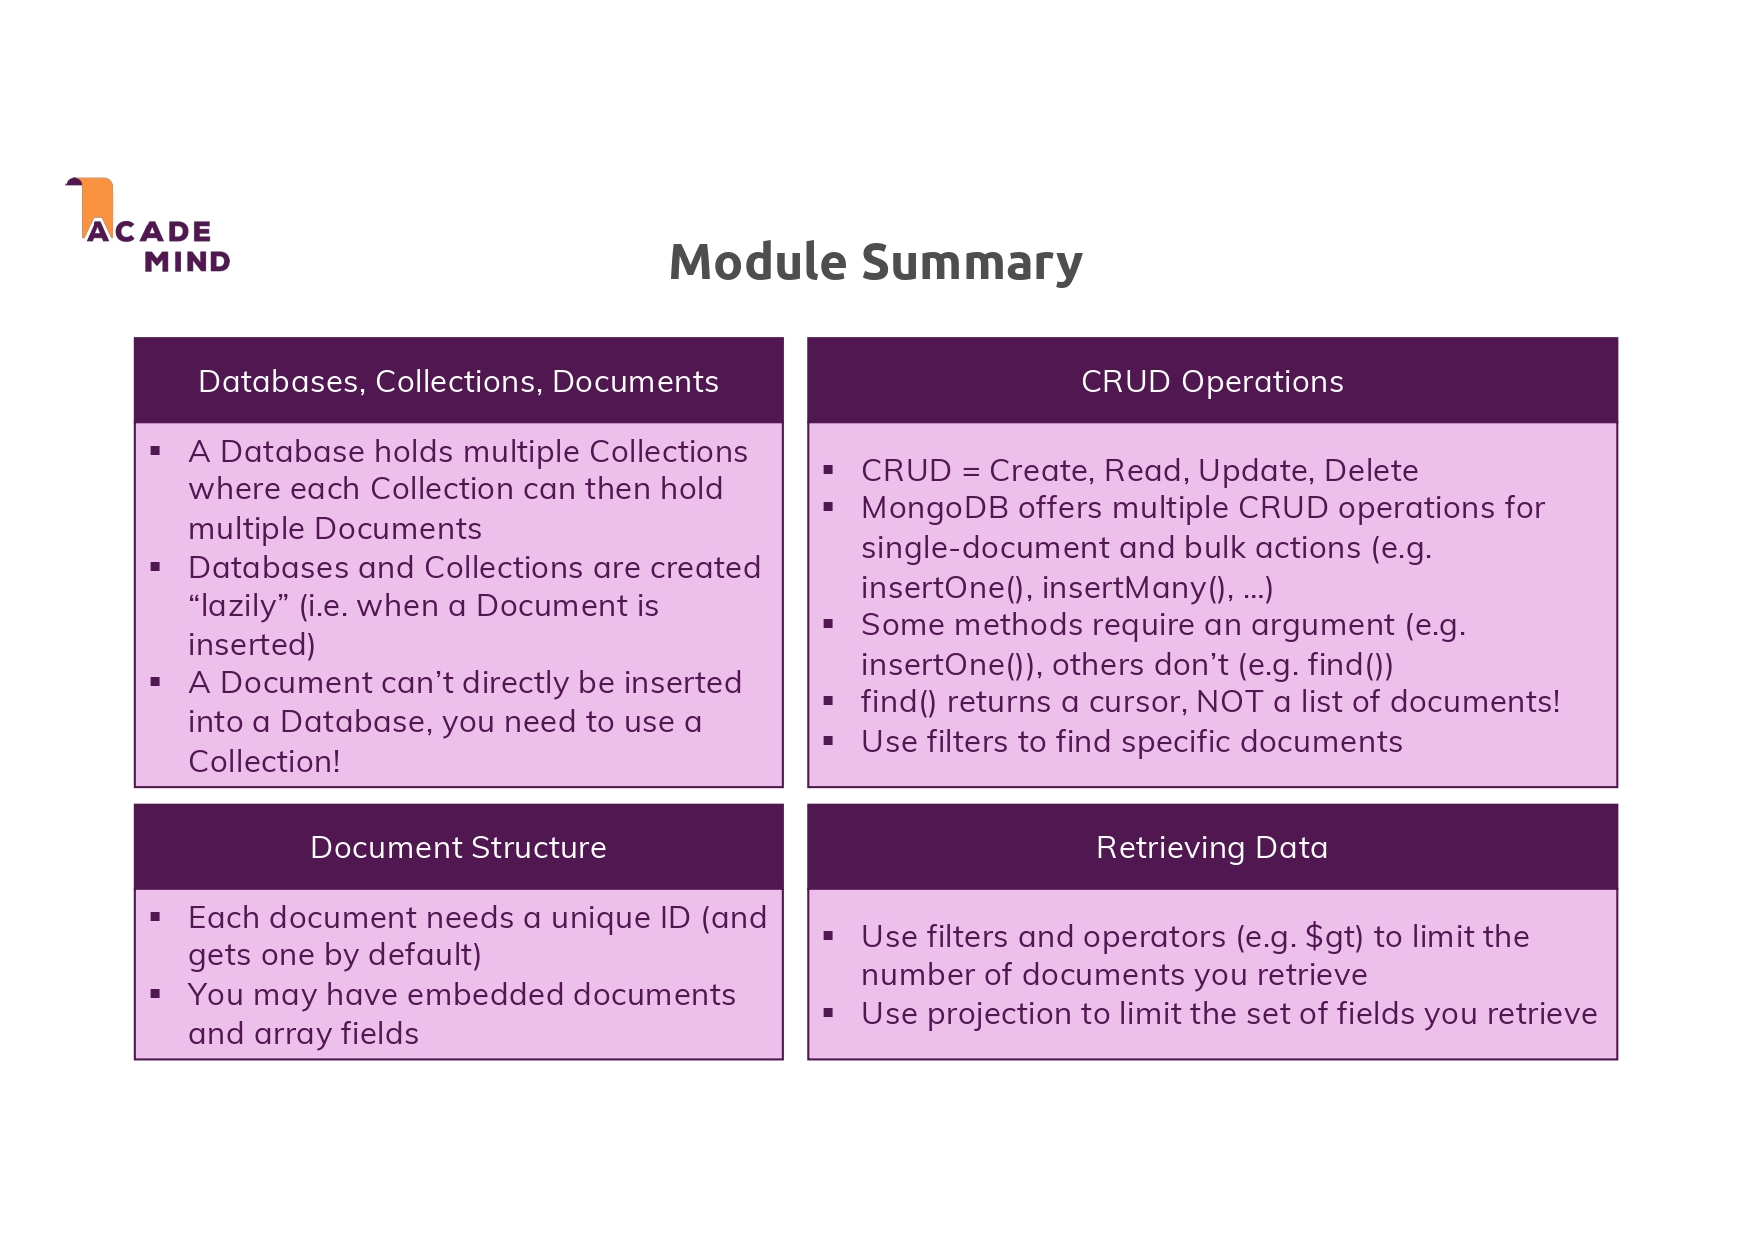 ACADE
MIND
Module Summary
Databases, Collections, Documents
▪ A Database holds multiple Collections
where each Collection can then hold
multiple Documents
▪ Databases and Collections are created
“lazily” (i.e. when a Document is
inserted)
▪ A Document can’t directly be inserted
into a Database, you need to use a
Collection!
CRUD Operations
▪ CRUD = Create, Read, Update, Delete
▪ MongoDB offers multiple CRUD operations for
single-document and bulk actions (e.g.
insertOne(), insertMany(), …)
▪ Some methods require an argument (e.g.
insertOne()), others don’t (e.g. find())
▪ find() returns a cursor, NOT a list of documents!
▪ Use filters to find specific documents
Document Structure
▪ Each document needs a unique ID (and
gets one by default)
▪ You may have embedded documents
and array fields
Retrieving Data
▪ Use filters and operators (e.g. $gt) to limit the
number of documents you retrieve
▪ Use projection to limit the set of fields you retrieve